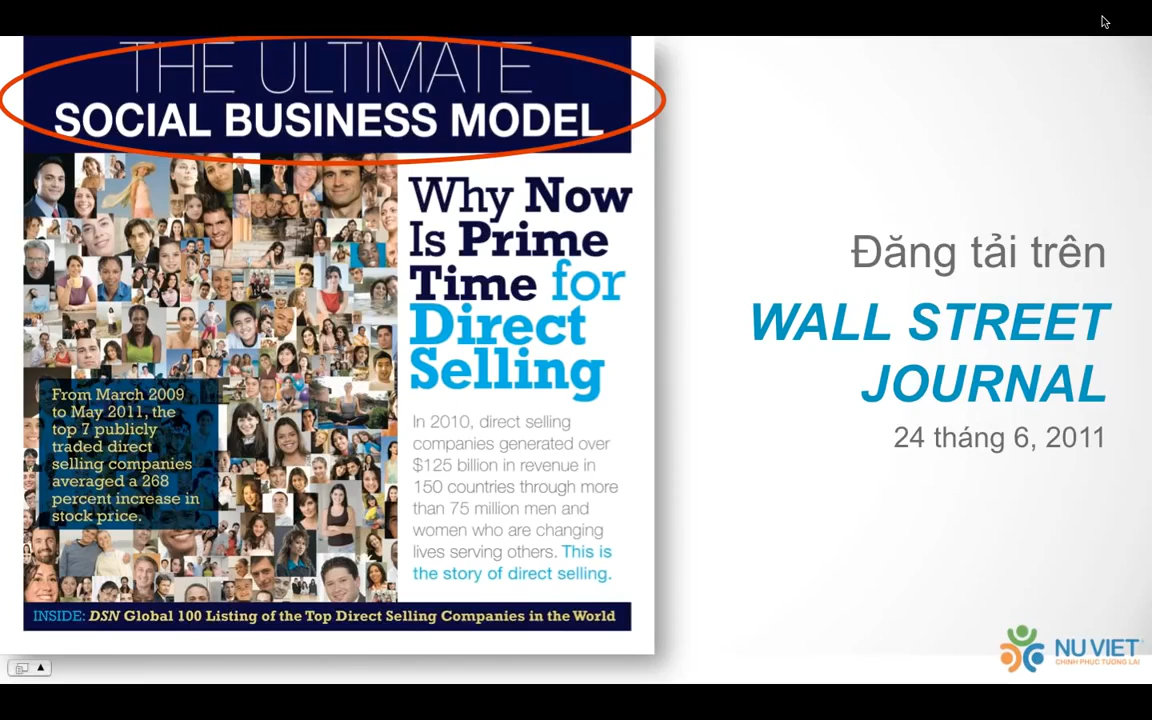 THE ULTIMATE
SOCIAL BUSINESS MODEL
Why Now
Is Prime
Time for
Direct
Selling
From March 2009
to May 2011, the
top 7 publicly
traded direct
selling companies
averaged a 268
percent increase in
stock price.
In 2010, direct selling
companies generated over
$125 billion in revenue in
150 countries through more
than 75 million men and
women who are changing
lives serving others. This is
the story of direct selling.
INSIDE: DSN Global 100 Listing of the Top Direct Selling Companies in the World
Đăng tải trên
WALL STREET
JOURNAL
24 tháng 6, 2011
NU VIET
CHINH PHỤC TƯƠNG LAI